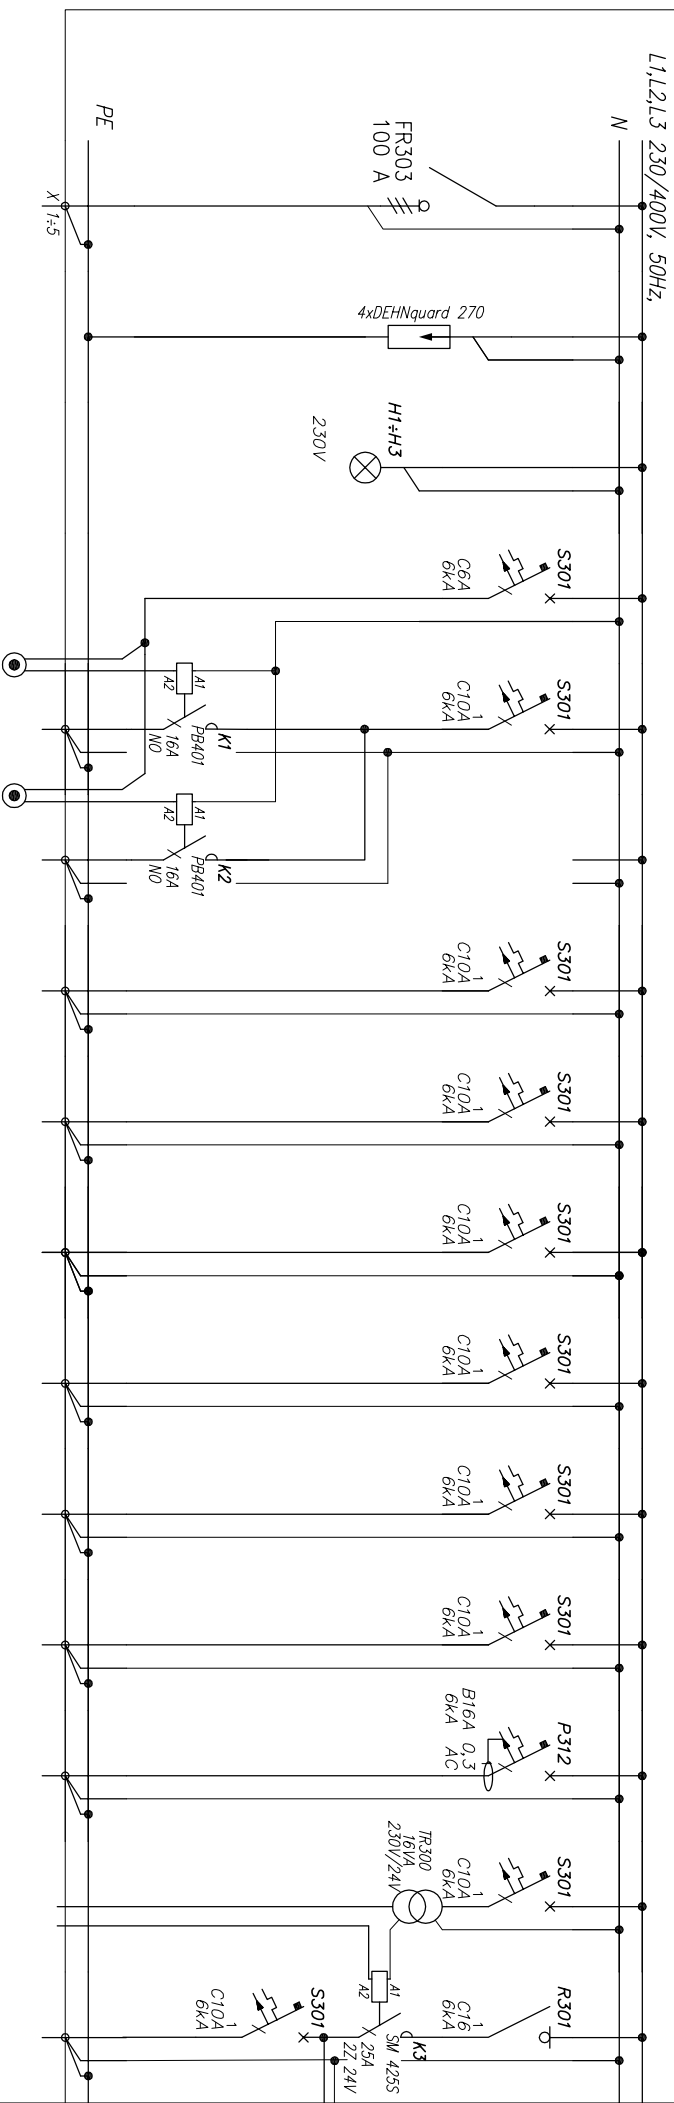 L1,L2,L3 230/400V, 50Hz,
N
PE
FR303
100 A
X 1÷5
4xDEHNquard 270
H1÷H3
230V
S301
C6A
6kA
S301
C10A 1
6kA
K1
PB401
16A
NO
A1
A2
K2
PB401
16A
NO
A1
A2
S301
C10A 1
6kA
S301
C10A 1
6kA
S301
C10A 1
6kA
S301
C10A 1
6kA
S301
C10A 1
6kA
S301
C10A 1
6kA
P312
B16A 0,3
6kA AC
S301
C10A 1
6kA
TR300
16VA
230V/24V
R301
C16 1
6kA
K3
SM 425S
25A
2Z 24V
A1
A2
S301
C10A 1
6kA